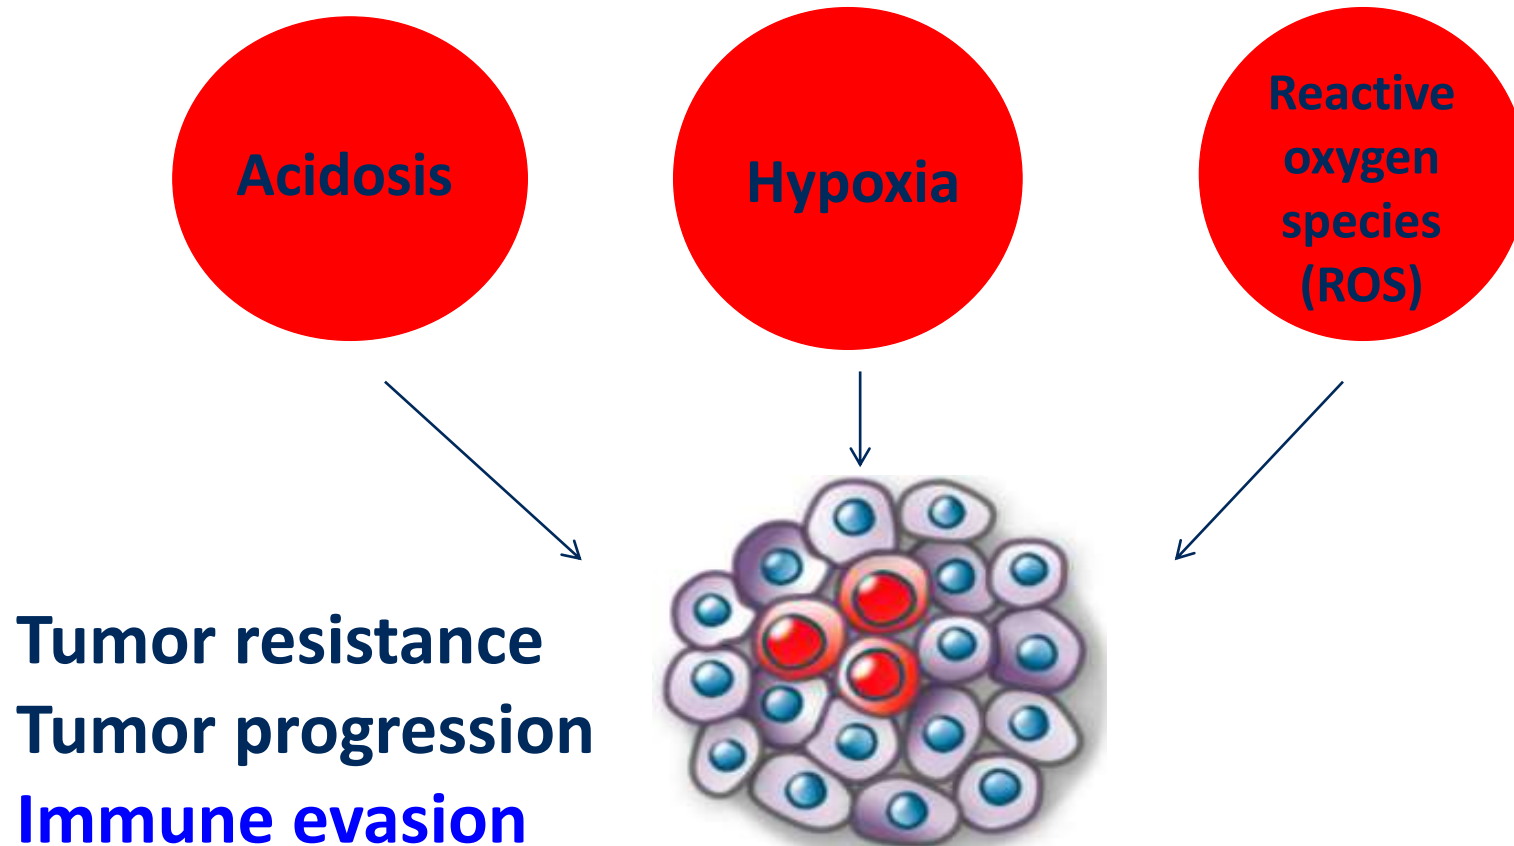 Acidosis
Hypoxia
Reactive
oxygen
species
(ROS)
Tumor resistance
Tumor progression
Immune evasion